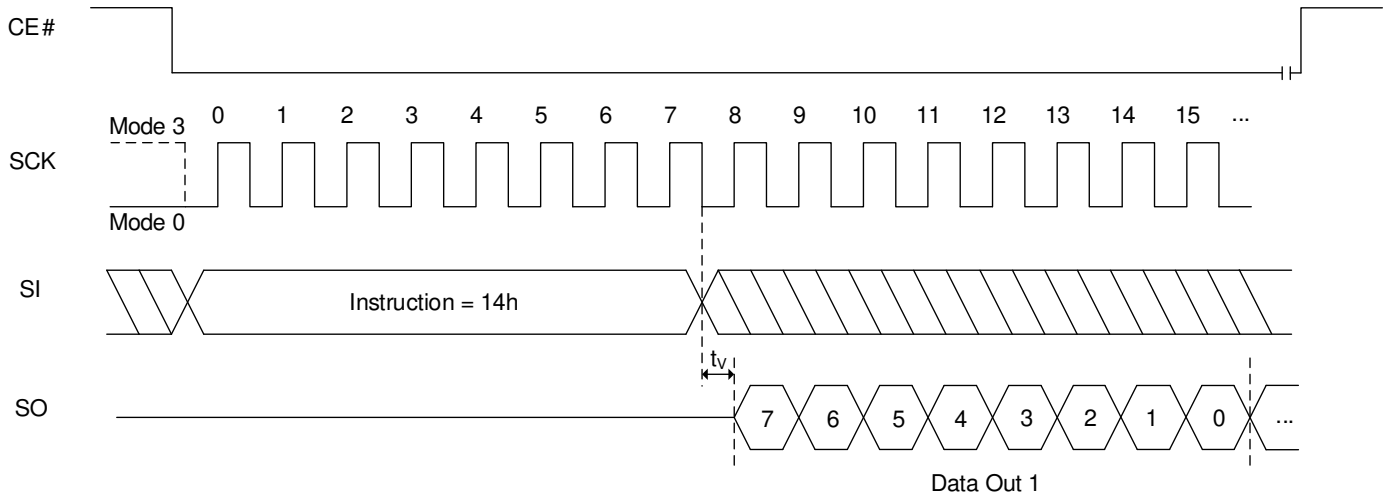 CE#
0 1 2 3 4 5 6 7 8 9 10 11 12 13 14 15 ...
Mode 3
SCK
Mode 0
SI
Instruction = 14h
tV
SO
7 6 5 4 3 2 1 0 ...
Data Out 1